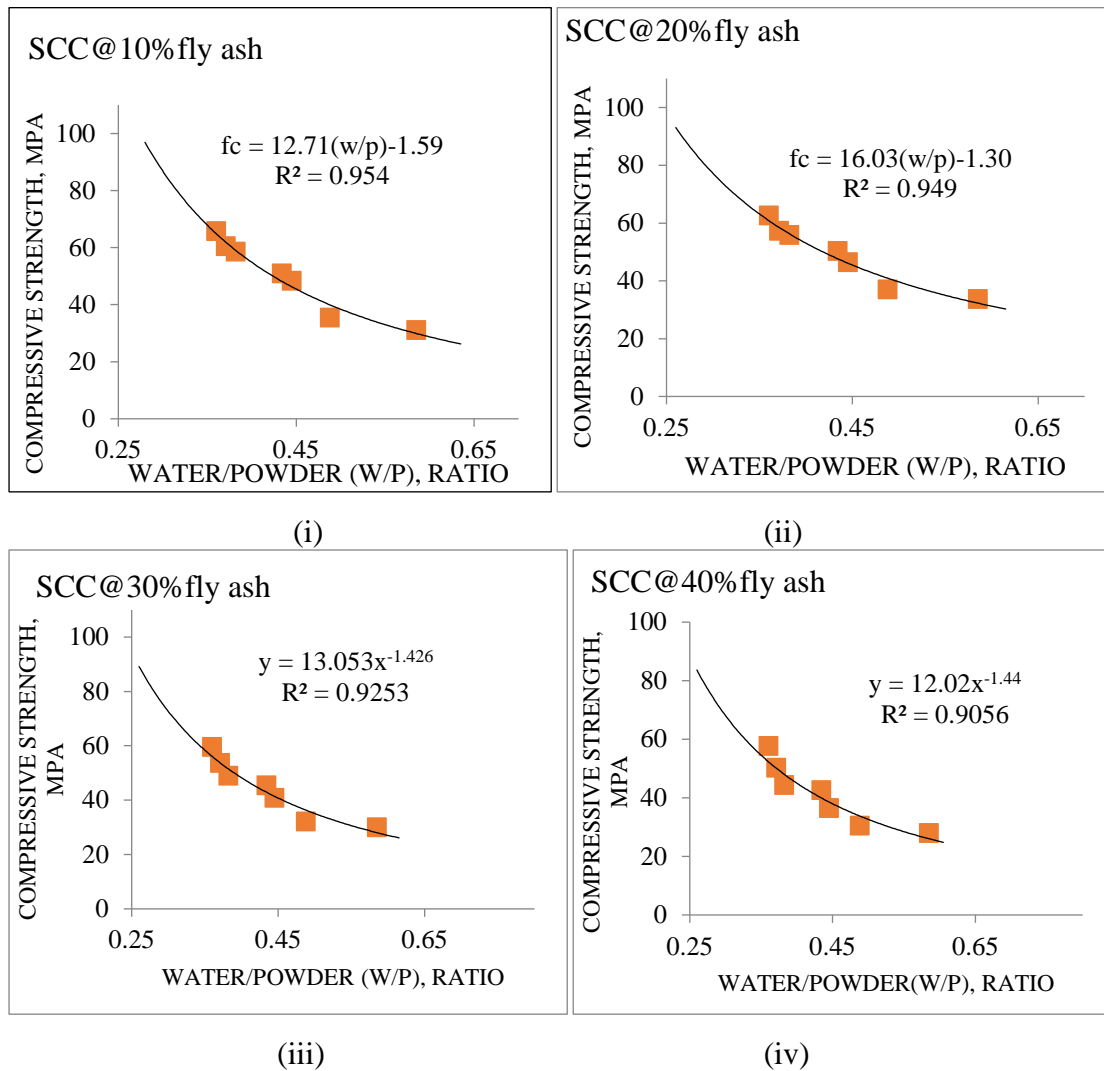 SCC@10%fly ash
COMPRESSIVE STRENGTH, MPA
100
80
60
40
20
0
fc = 12.71(w/p)-1.59
R² = 0.954
0.25 0.45 0.65
WATER/POWDER (W/P), RATIO
(i)
SCC@20%fly ash
COMPRESSIVE STRENGTH, MPA
100
80
60
40
20
0
fc = 16.03(w/p)-1.30
R² = 0.949
0.25 0.45 0.65
WATER/POWDER (W/P), RATIO
(ii)
SCC@30%fly ash
COMPRESSIVE STRENGTH,
MPA
100
80
60
40
20
0
y = 13.053x⁻¹·⁴²⁶
R² = 0.9253
0.25 0.45 0.65
WATER/POWDER (W/P), RATIO
(iii)
SCC@40%fly ash
COMPRESSIVE STRENGTH,
MPA
100
80
60
40
20
0
y = 12.02x⁻¹·⁴⁴
R² = 0.9056
0.25 0.45 0.65
WATER/POWDER(W/P), RATIO
(iv)